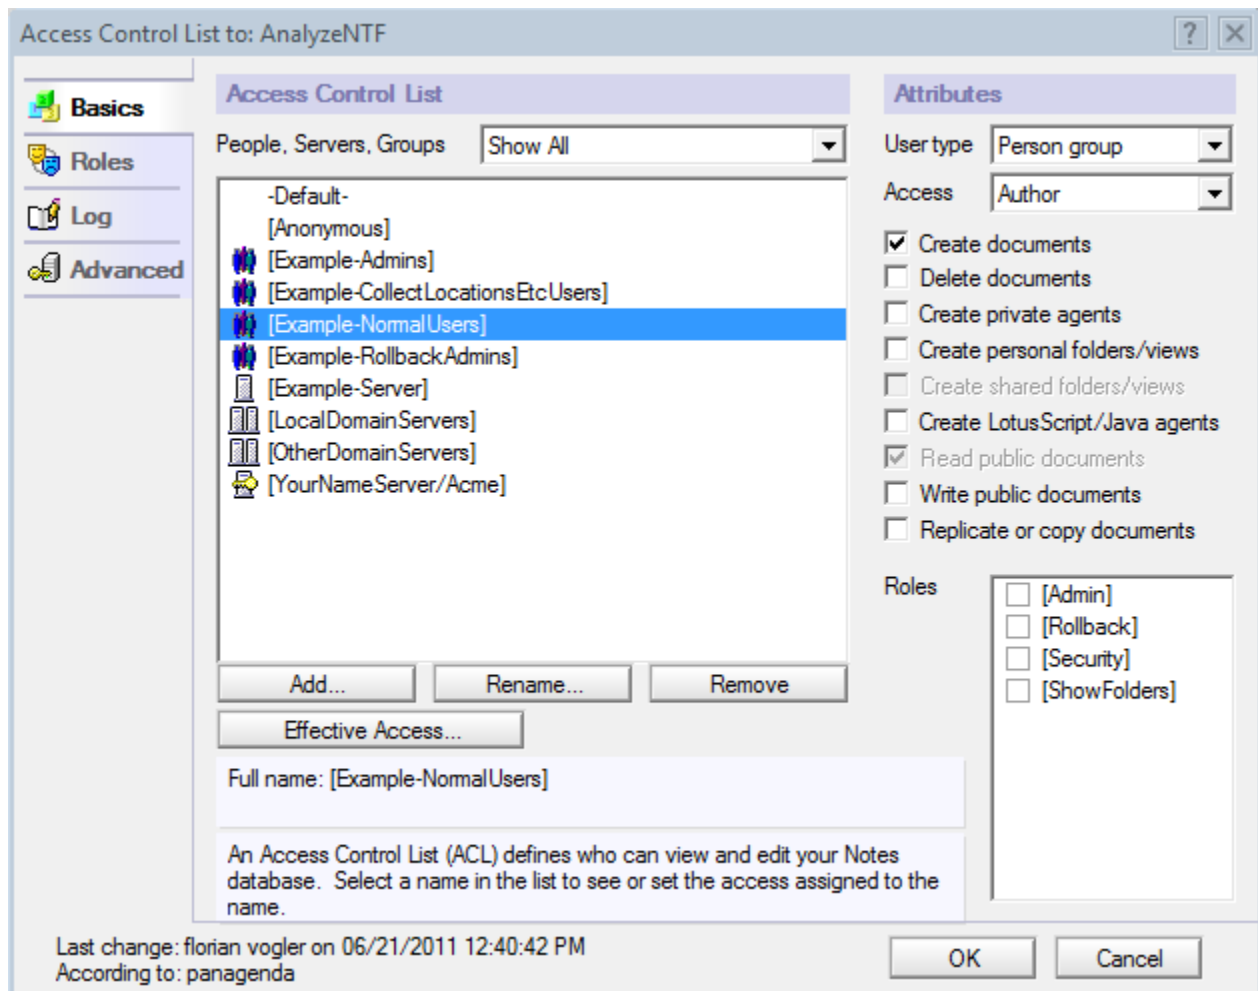 Access Control List to: AnalyzeNTF
Basics
Roles
Log
Advanced
Access Control List
People, Servers, Groups Show All
-Default-
[Anonymous]
[Example-Admins]
[Example-CollectLocationsEtcUsers]
[Example-NormalUsers]
[Example-RollbackAdmins]
[Example-Server]
[LocalDomainServers]
[OtherDomainServers]
[YourNameServer/Acme]
Add... Rename... Remove
Effective Access...
Full name: [Example-NormalUsers]
An Access Control List (ACL) defines who can view and edit your Notes
database. Select a name in the list to see or set the access assigned to the
name.
Attributes
User type Person group
Access Author
Create documents
Delete documents
Create private agents
Create personal folders/views
Create shared folders/views
Create LotusScript/Java agents
Read public documents
Write public documents
Replicate or copy documents
Roles
[Admin]
[Rollback]
[Security]
[ShowFolders]
Last change: florian vogler on 06/21/2011 12:40:42 PM
According to: panagenda
OK Cancel